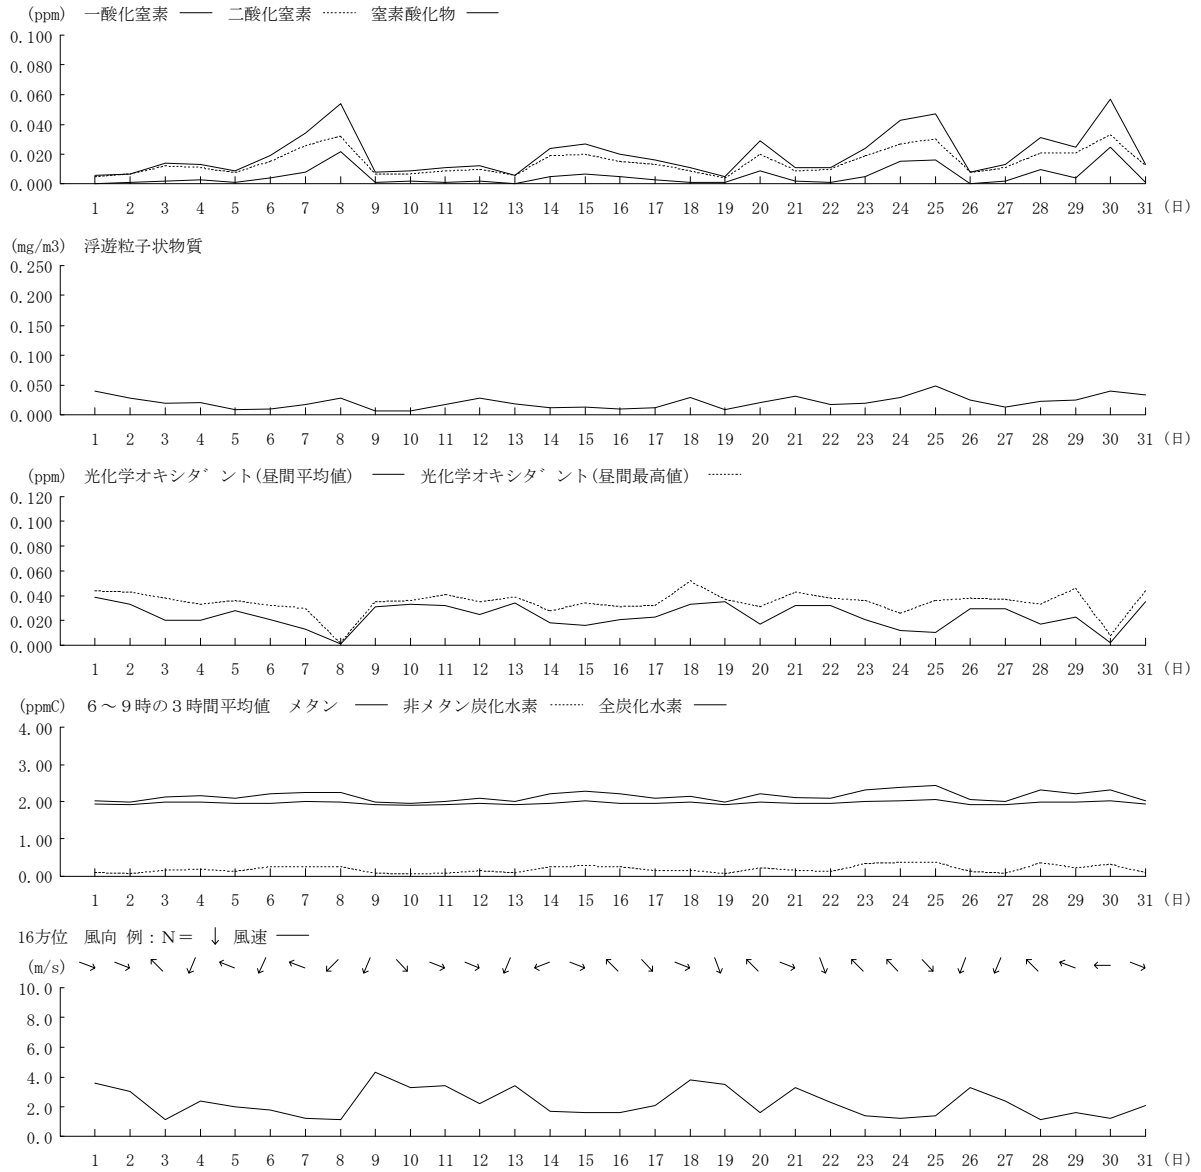 (ppm) 一酸化窒素 二酸化窒素 窒素酸化物
0.100
0.080
0.060
0.040
0.020
0.000
1 2 3 4 5 6 7 8 9 10 11 12 13 14 15 16 17 18 19 20 21 22 23 24 25 26 27 28 29 30 31 (日)
(mg/m3) 浮遊粒子状物質
0.250
0.200
0.150
0.100
0.050
0.000
1 2 3 4 5 6 7 8 9 10 11 12 13 14 15 16 17 18 19 20 21 22 23 24 25 26 27 28 29 30 31 (日)
(ppm) 光化学オキシダント(昼間平均値) 光化学オキシダント(昼間最高値)
0.120
0.100
0.080
0.060
0.040
0.020
0.000
1 2 3 4 5 6 7 8 9 10 11 12 13 14 15 16 17 18 19 20 21 22 23 24 25 26 27 28 29 30 31 (日)
(ppmC) 6～9時の3時間平均値 メタン 非メタン炭化水素 全炭化水素
4.00
3.00
2.00
1.00
0.00
1 2 3 4 5 6 7 8 9 10 11 12 13 14 15 16 17 18 19 20 21 22 23 24 25 26 27 28 29 30 31 (日)
16方位 風向 例：N＝ ↓ 風速
(m/s)
10.0
8.0
6.0
4.0
2.0
0.0
1 2 3 4 5 6 7 8 9 10 11 12 13 14 15 16 17 18 19 20 21 22 23 24 25 26 27 28 29 30 31 (日)